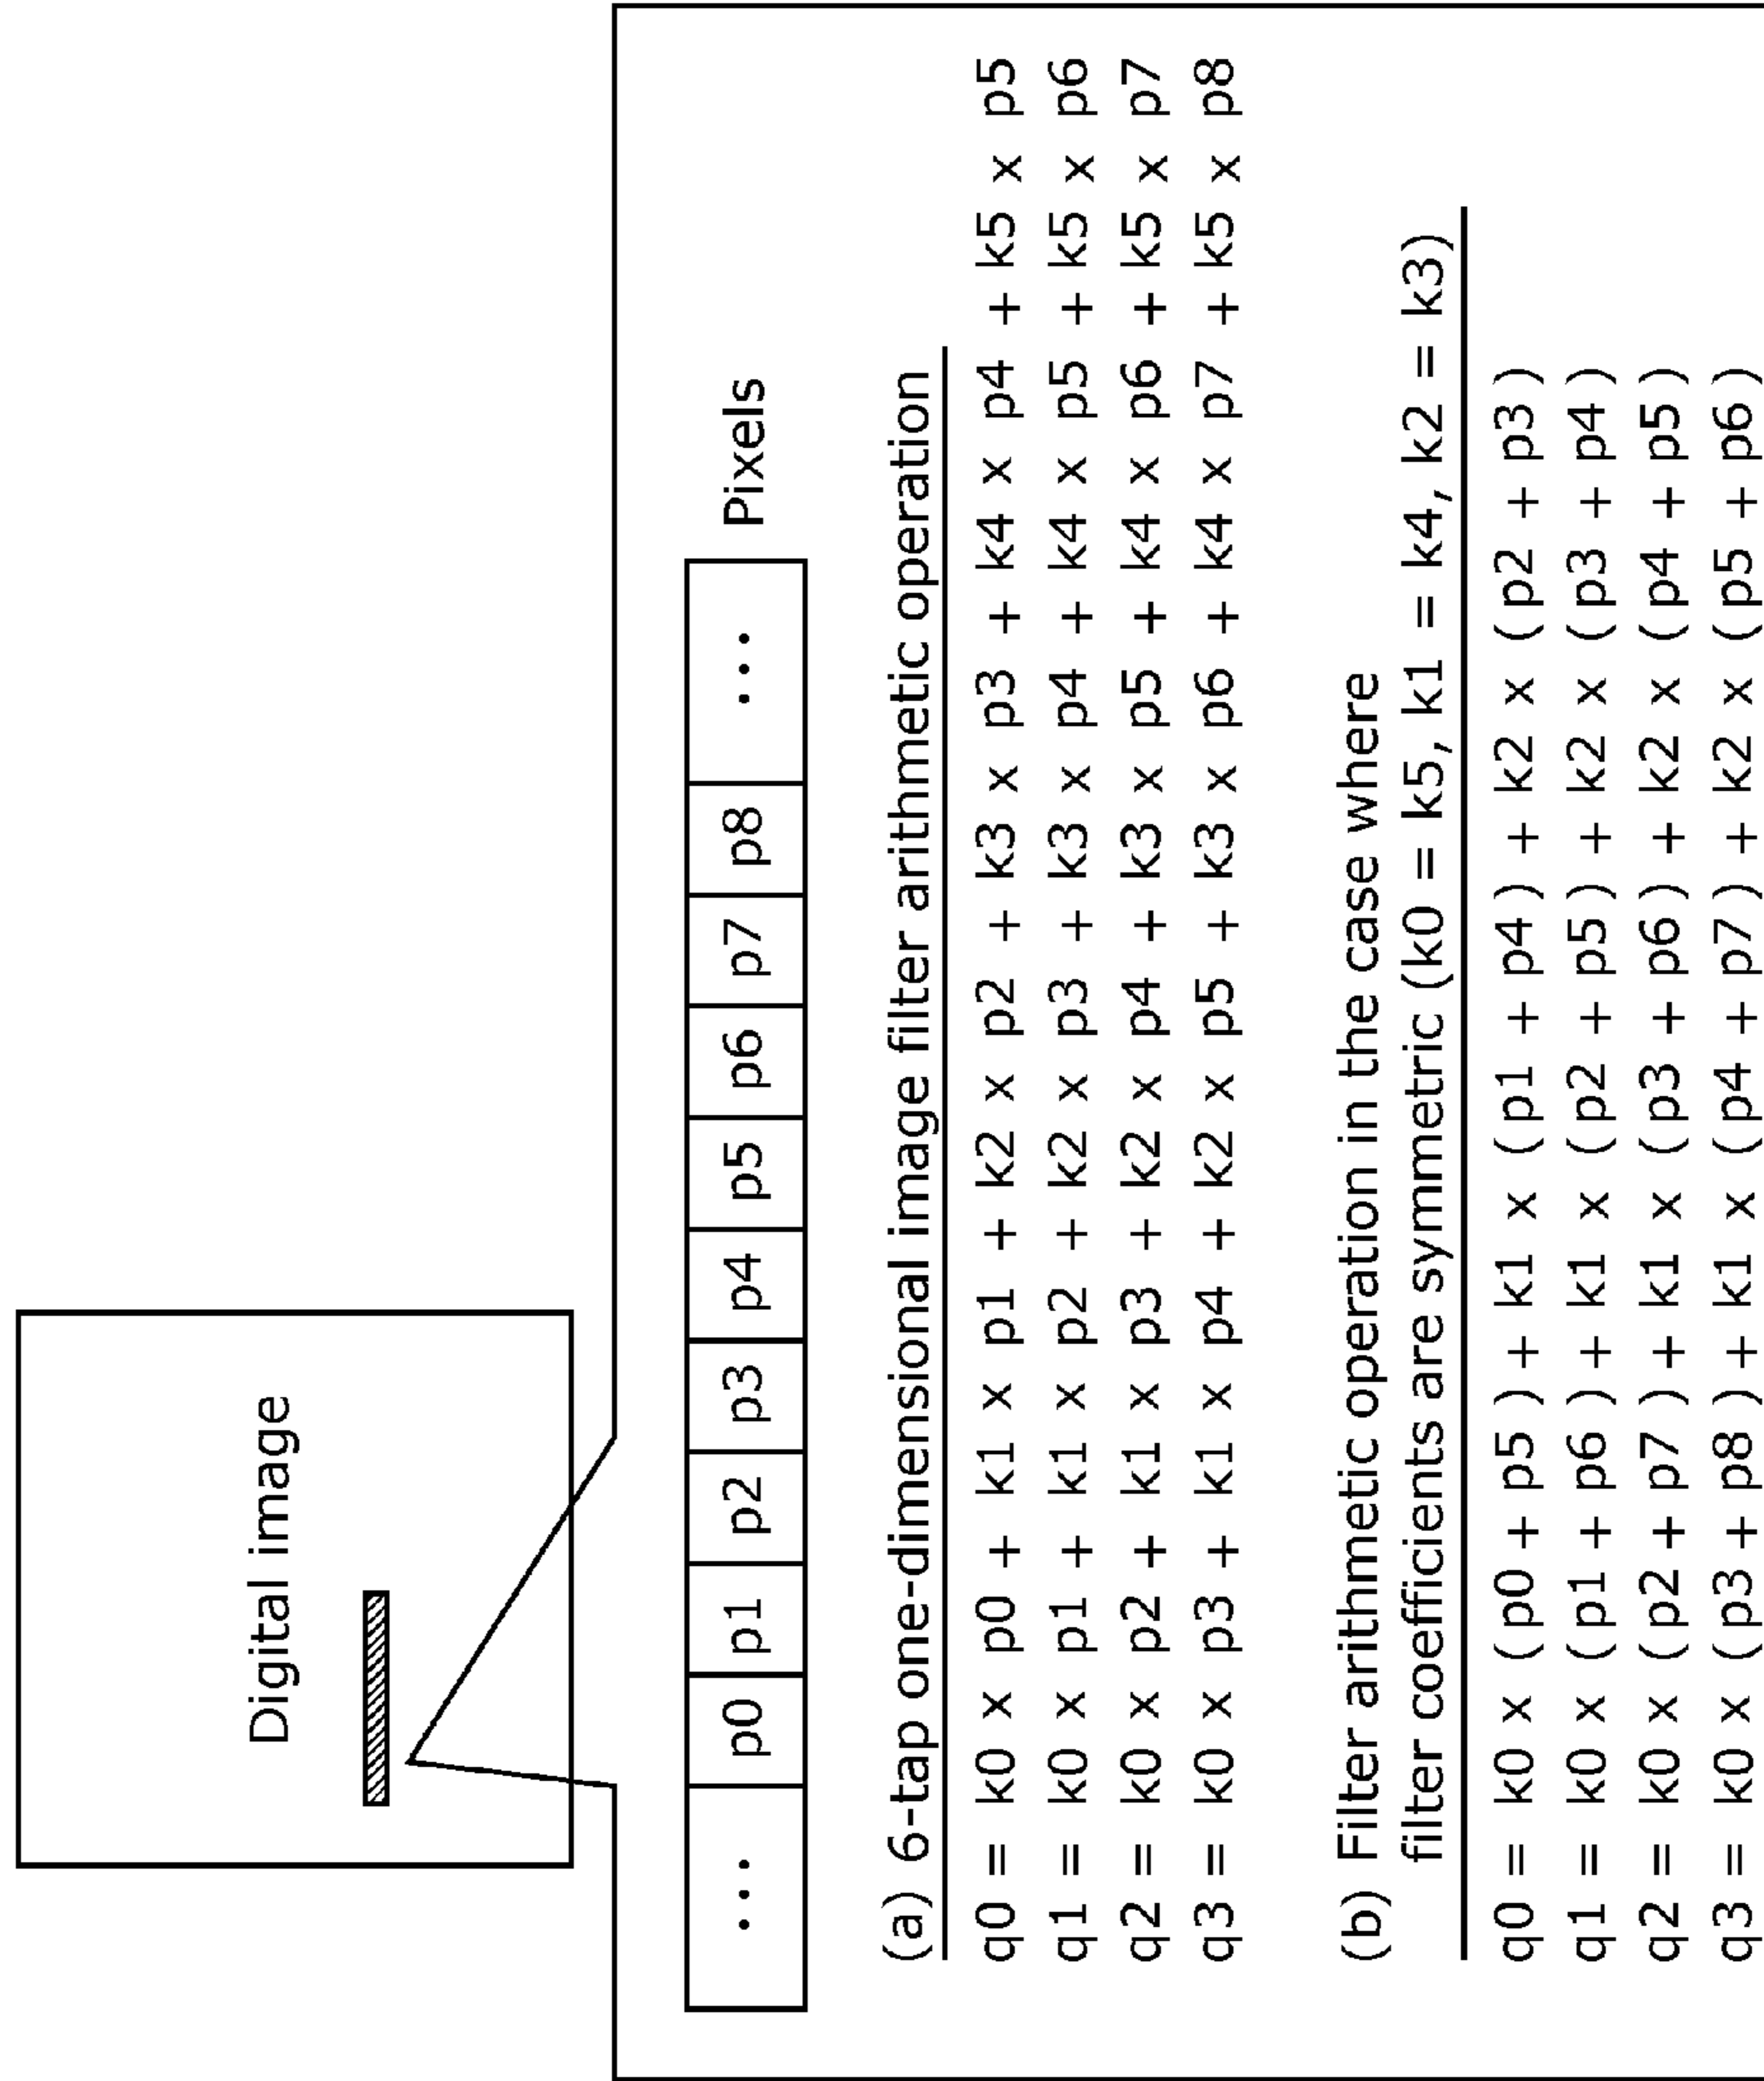 Digital image
... p0 p1 p2 p3 p4 p5 p6 p7 p8 ... Pixels
(a) 6-tap one-dimensional image filter arithmetic operation
q0 = k0 x p0 + k1 x p1 + k2 x p2 + k3 x p3 + k4 x p4 + k5 x p5
q1 = k0 x p1 + k1 x p2 + k2 x p3 + k3 x p4 + k4 x p5 + k5 x p6
q2 = k0 x p2 + k1 x p3 + k2 x p4 + k3 x p5 + k4 x p6 + k5 x p7
q3 = k0 x p3 + k1 x p4 + k2 x p5 + k3 x p6 + k4 x p7 + k5 x p8
(b) Filter arithmetic operation in the case where
filter coefficients are symmetric (k0 = k5, k1 = k4, k2 = k3)
q0 = k0 x (p0 + p5) + k1 x (p1 + p4) + k2 x (p2 + p3)
q1 = k0 x (p1 + p6) + k1 x (p2 + p5) + k2 x (p3 + p4)
q2 = k0 x (p2 + p7) + k1 x (p3 + p6) + k2 x (p4 + p5)
q3 = k0 x (p3 + p8) + k1 x (p4 + p7) + k2 x (p5 + p6)